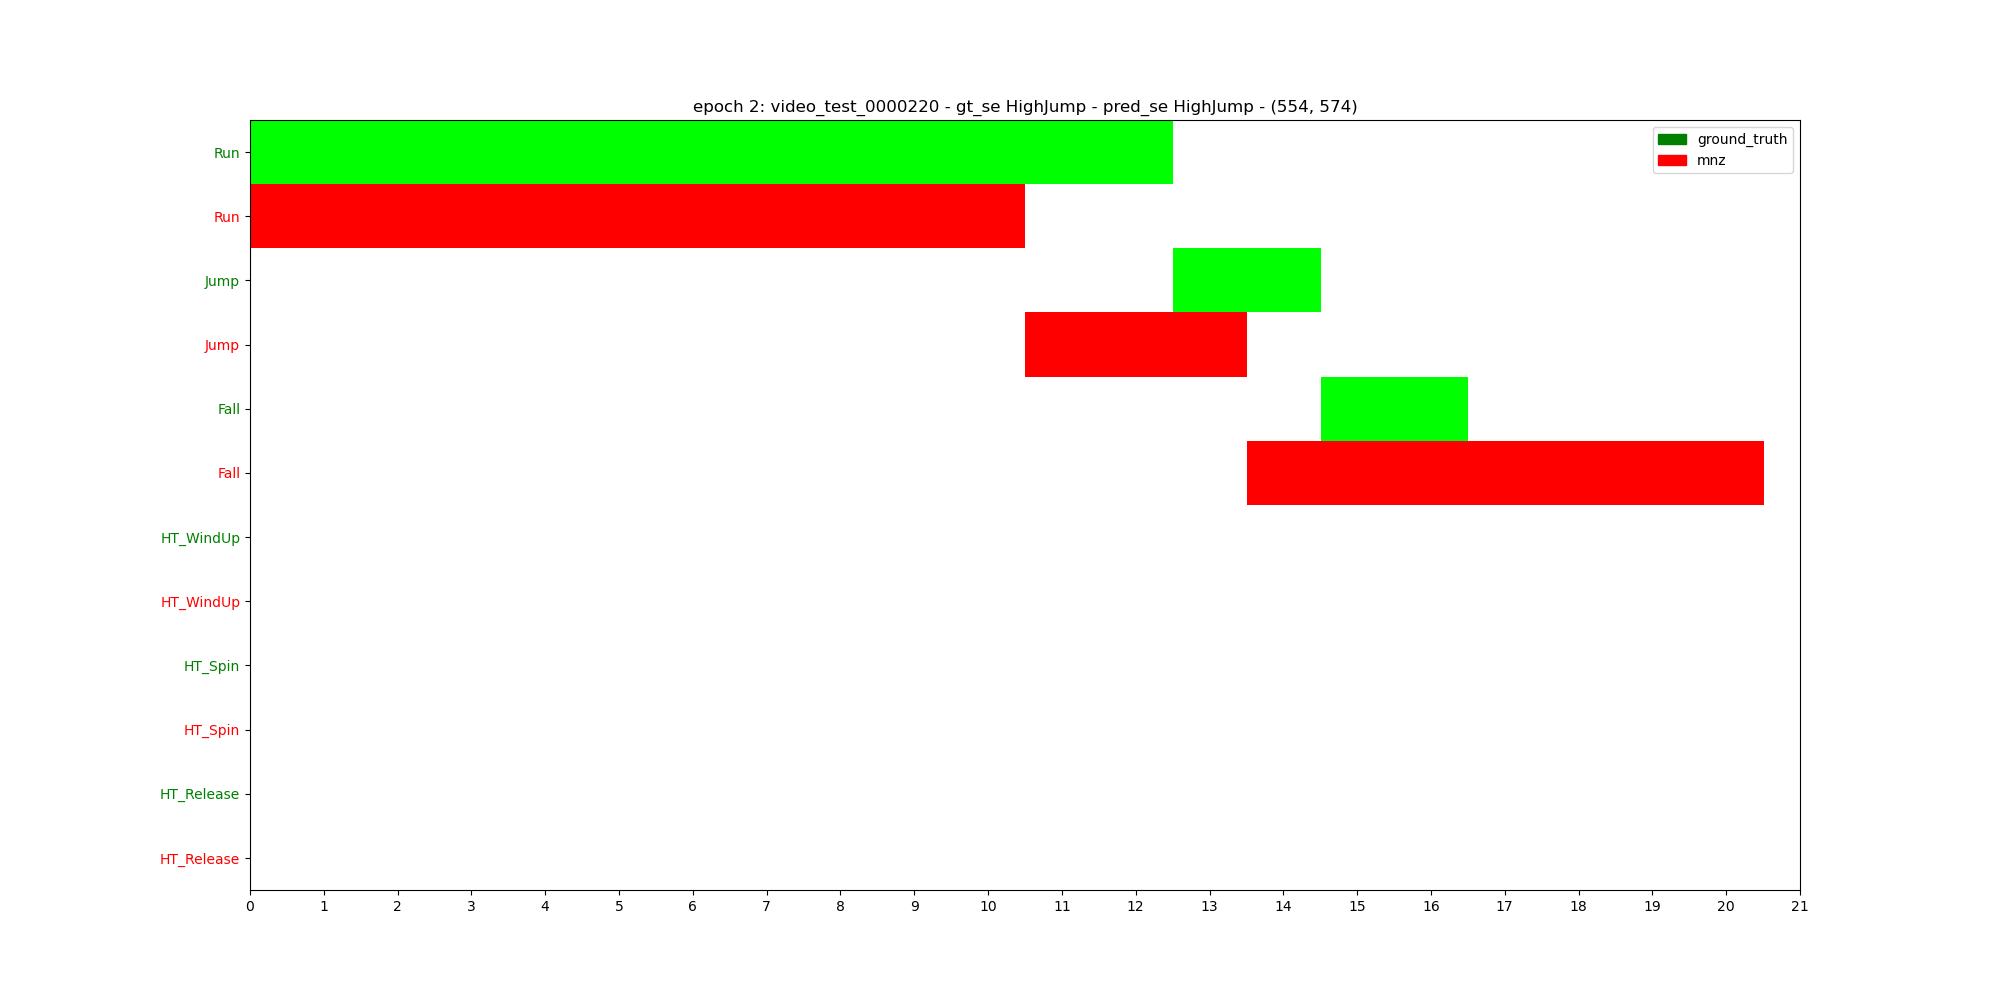 epoch 2: video_test_0000220 - gt_se HighJump - pred_se HighJump - (554, 574)
ground_truth
mnz
Run
Run
Jump
Jump
Fall
Fall
HT_WindUp
HT_WindUp
HT_Spin
HT_Spin
HT_Release
HT_Release
0 1 2 3 4 5 6 7 8 9 10 11 12 13 14 15 16 17 18 19 20 21